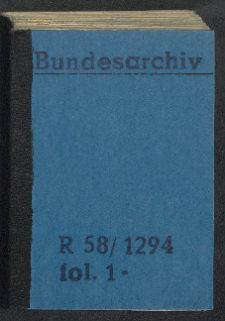 Bundesarchiv
R 58/ 1294
fol. 1-